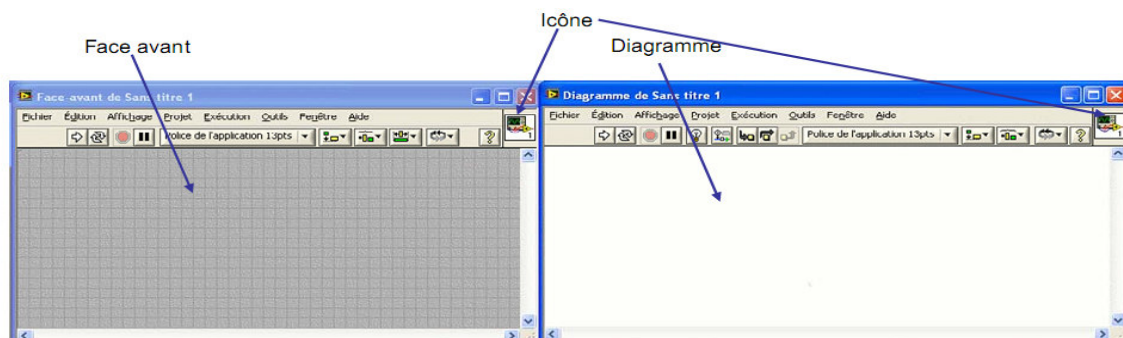 Icône
Face avant
Diagramme
Face avant de Sans titre 1
Fichier Édition Affichage Projet Exécution Outils Fenêtre Aide
Police de l'application 13pts
1
Diagramme de Sans titre 1
Fichier Édition Affichage Projet Exécution Outils Fenêtre Aide
Police de l'application 13pts
1